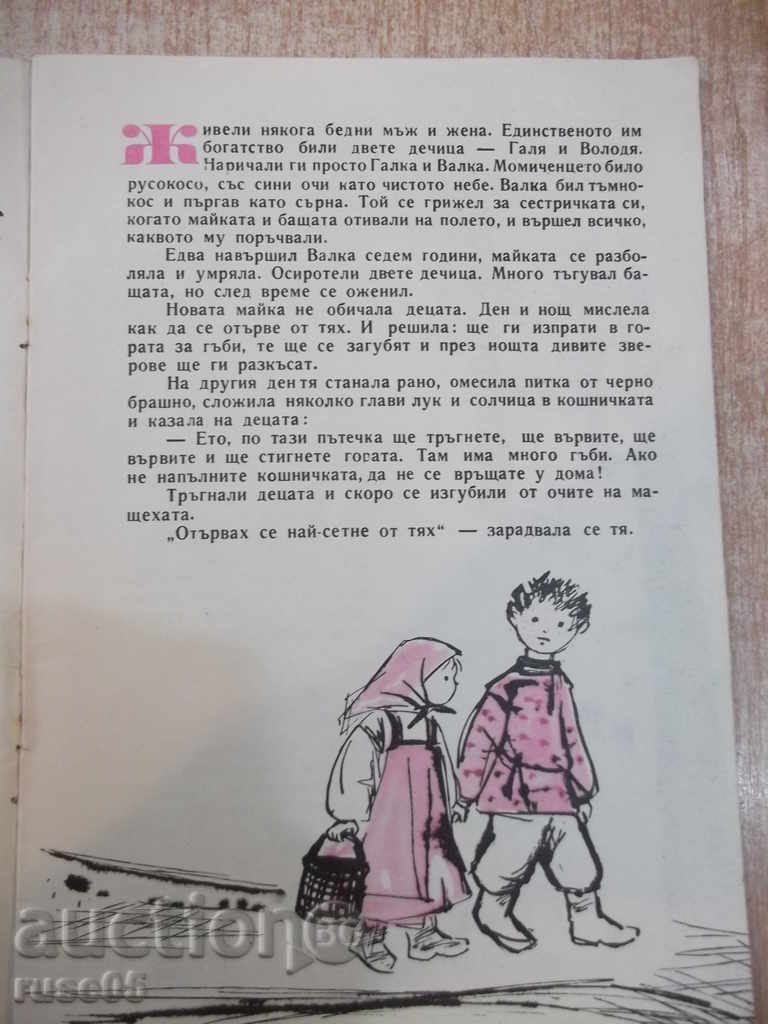 Живели някога бедни мъж и жена. Единственото им
богатство били двете дечица — Галя и Володя.
Наричали ги просто Галка и Валка. Момиченцето било
русокосо, със сини очи като чистото небе. Валка бил тъмно-
кос и пъргав като сърна. Той се грижел за сестричката си,
когато майката и бащата отивали на полето, и вършел всичко,
каквото му поръчвали.
Едва навършил Валка седем години, майката се разбо-
ляла и умряла. Осиротели двете дечица. Много тъгувал ба-
щата, но след време се оженил.
Новата майка не обичала децата. Ден и нощ мислела
как да се отърве от тях. И решила: ще ги изпрати в го-
рата за гъби, те ще се загубят и през нощта дивите зве-
рове ще ги разкъсат.
На другия ден тя станала рано, омесила питка от черно
брашно, сложила няколко глави лук и солчица в кошничката
и казала на децата:
— Ето, по тази пътечка ще тръгнете, ще вървите, ще
вървите и ще стигнете гората. Там има много гъби. Ако
не напълните кошничката, да не се връщате у дома!
Тръгнали децата и скоро се изгубили от очите на ма-
щехата.
„Отървах се най-сетне от тях“ — зарадвала се тя.
auction BG
ruse05